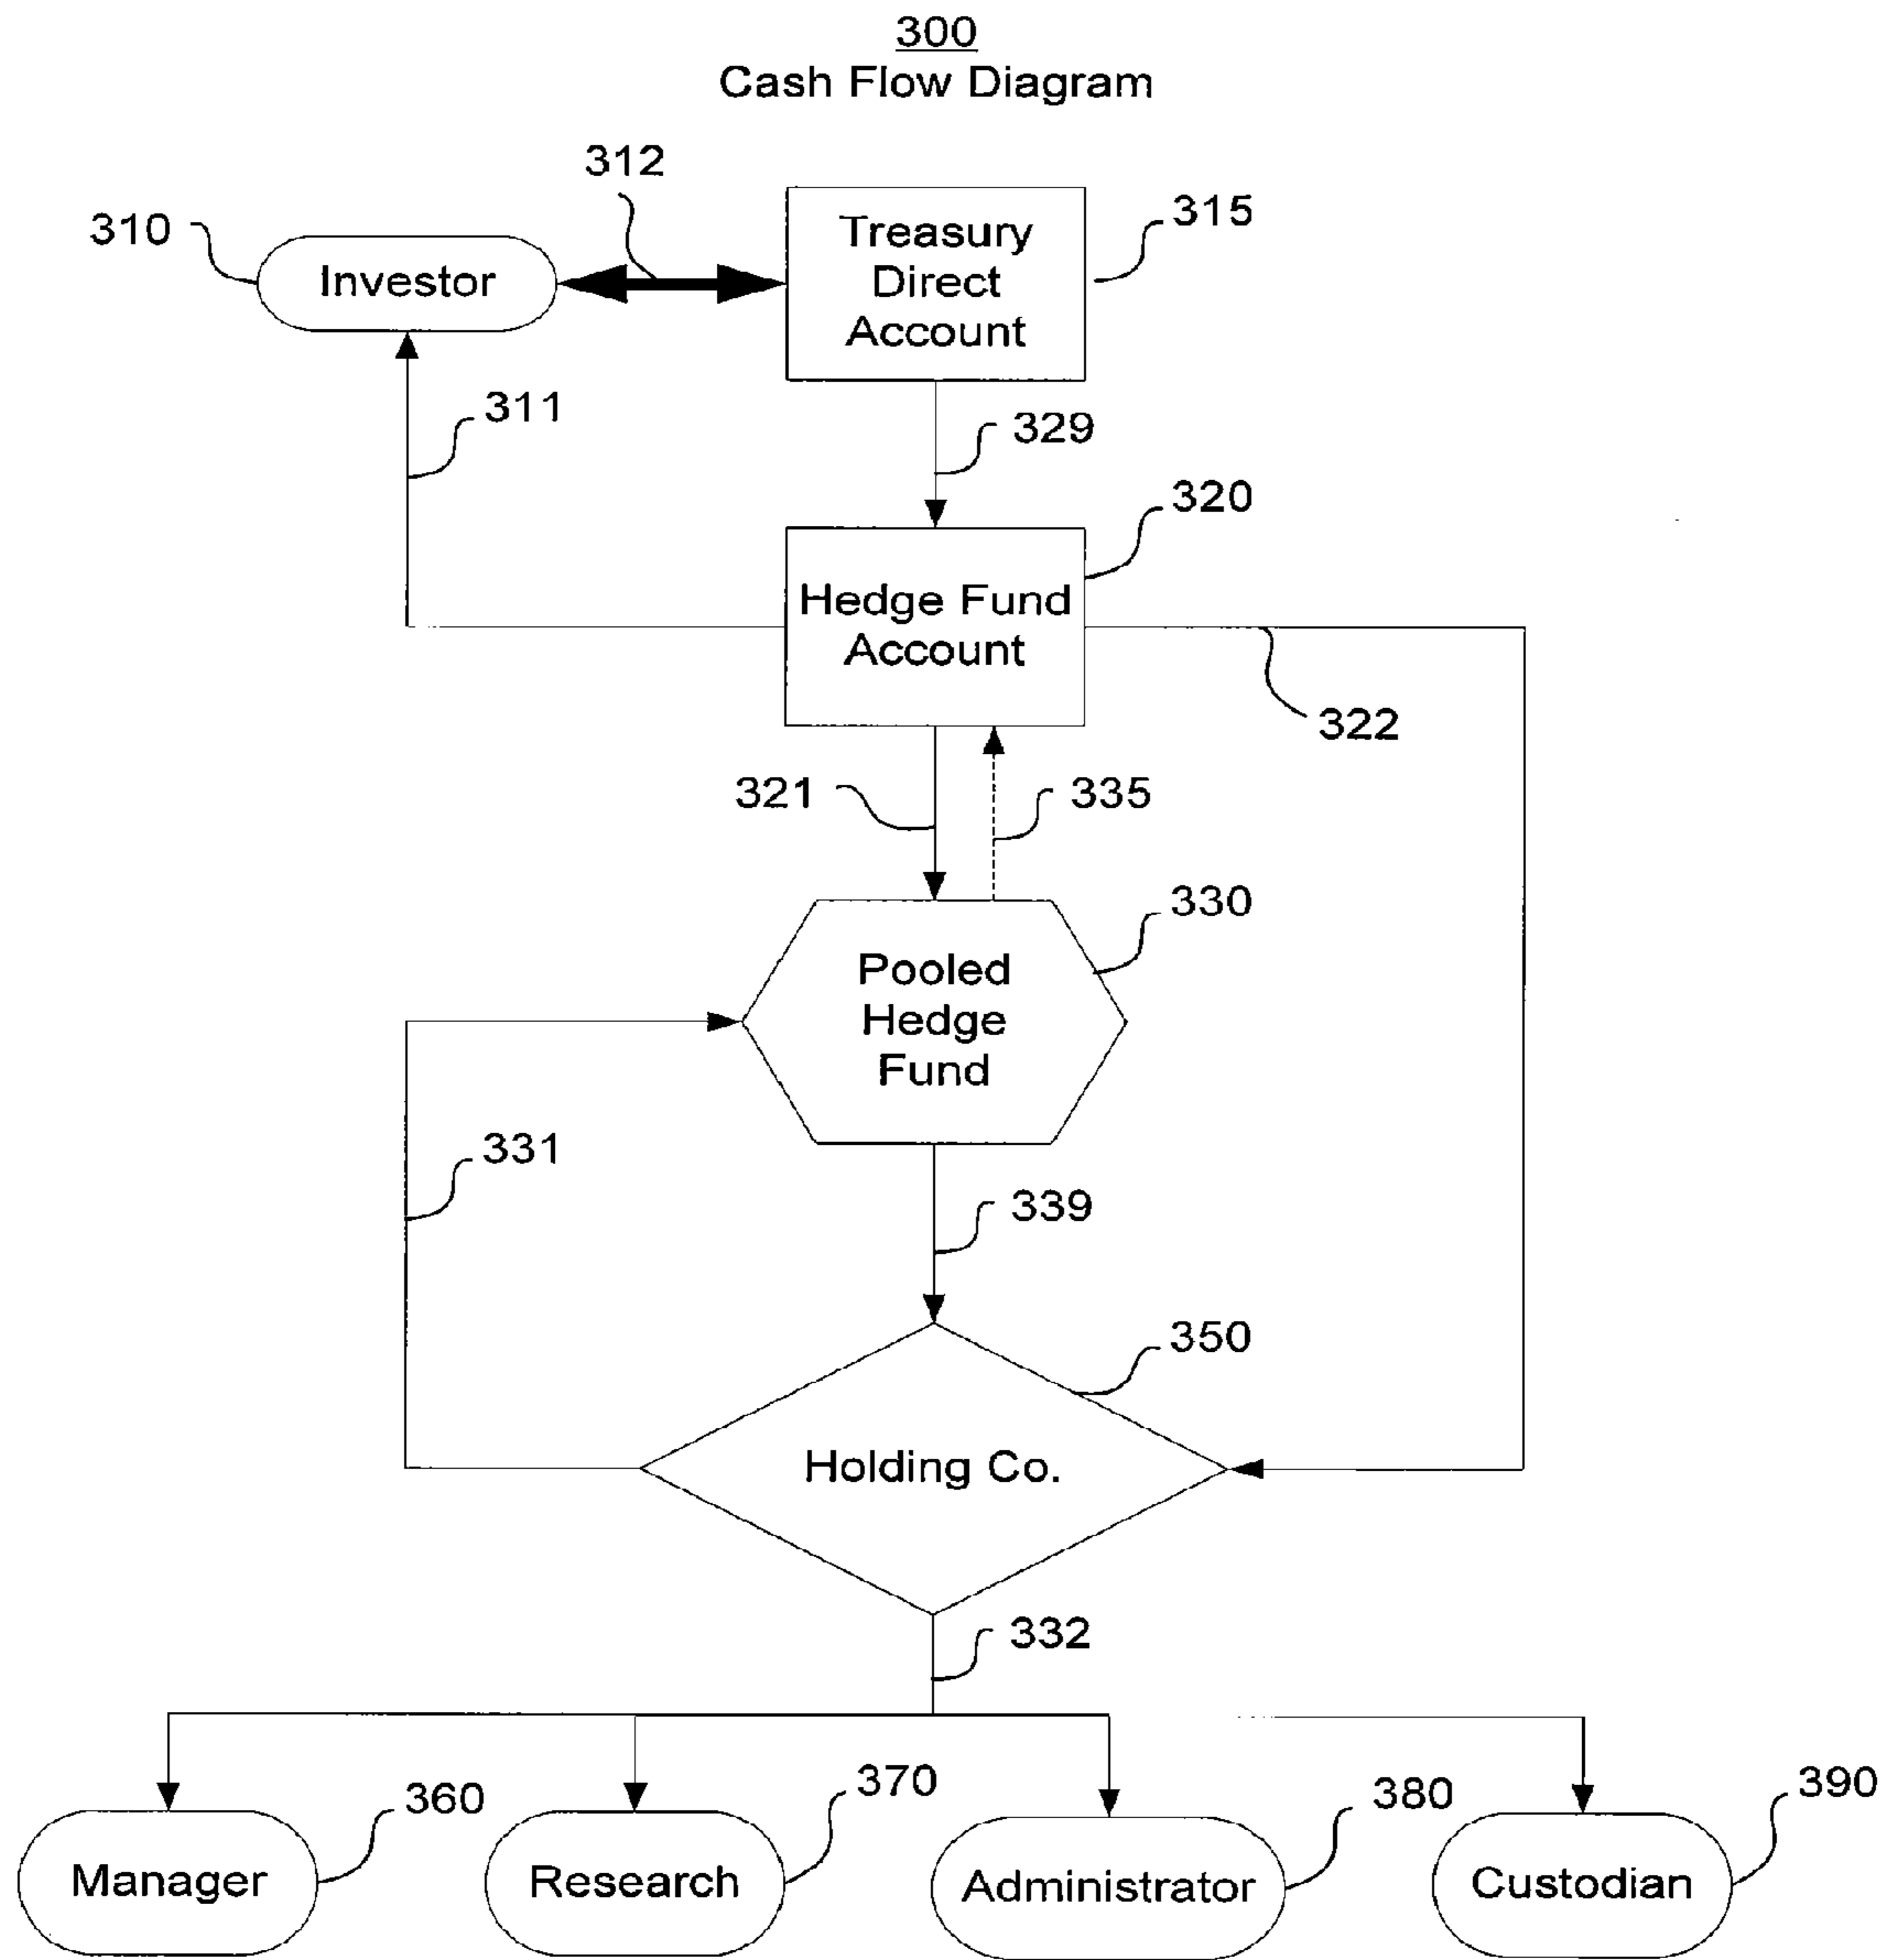 300
Cash Flow Diagram
312
310
Investor
Treasury
Direct
Account
315
311
329
320
Hedge Fund
Account
322
321
335
330
Pooled
Hedge
Fund
331
339
350
Holding Co.
332
360
370
380
390
Manager
Research
Administrator
Custodian